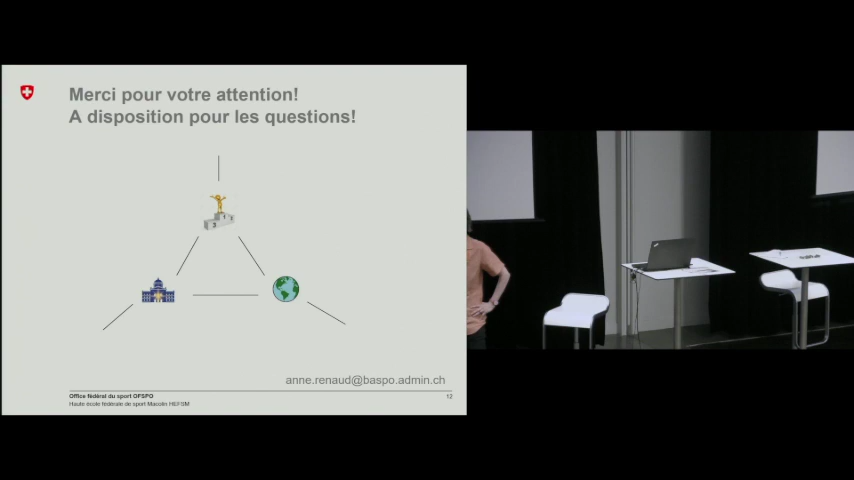 Merci pour votre attention!
A disposition pour les questions!
anne.renaud@baspo.admin.ch
Office fédéral du sport OFSPO
12
Haute école fédérale de sport Macolin HEFSM